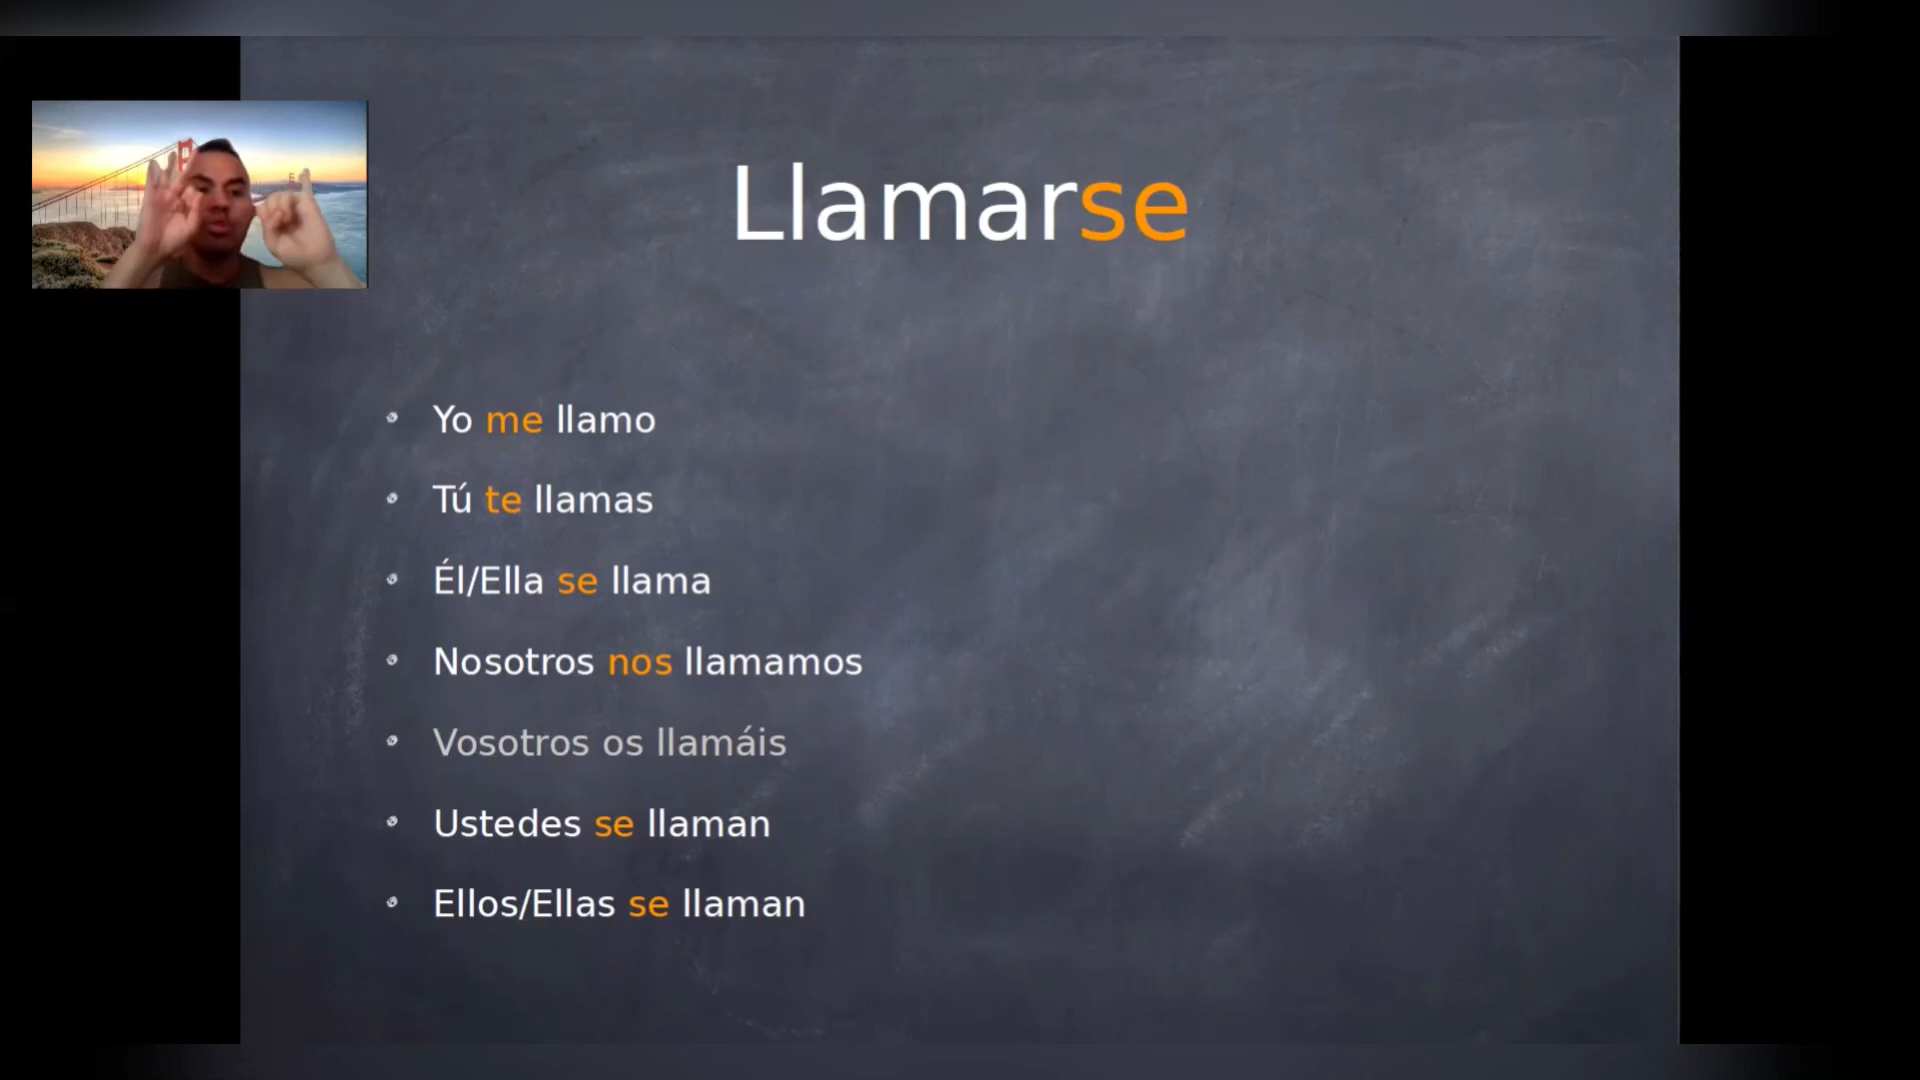 Llamarse
Yo me llamo
Tú te llamas
Él/Ella se llama
Nosotros nos llamamos
Vosotros os llamáis
Ustedes se llaman
Ellos/Ellas se llaman